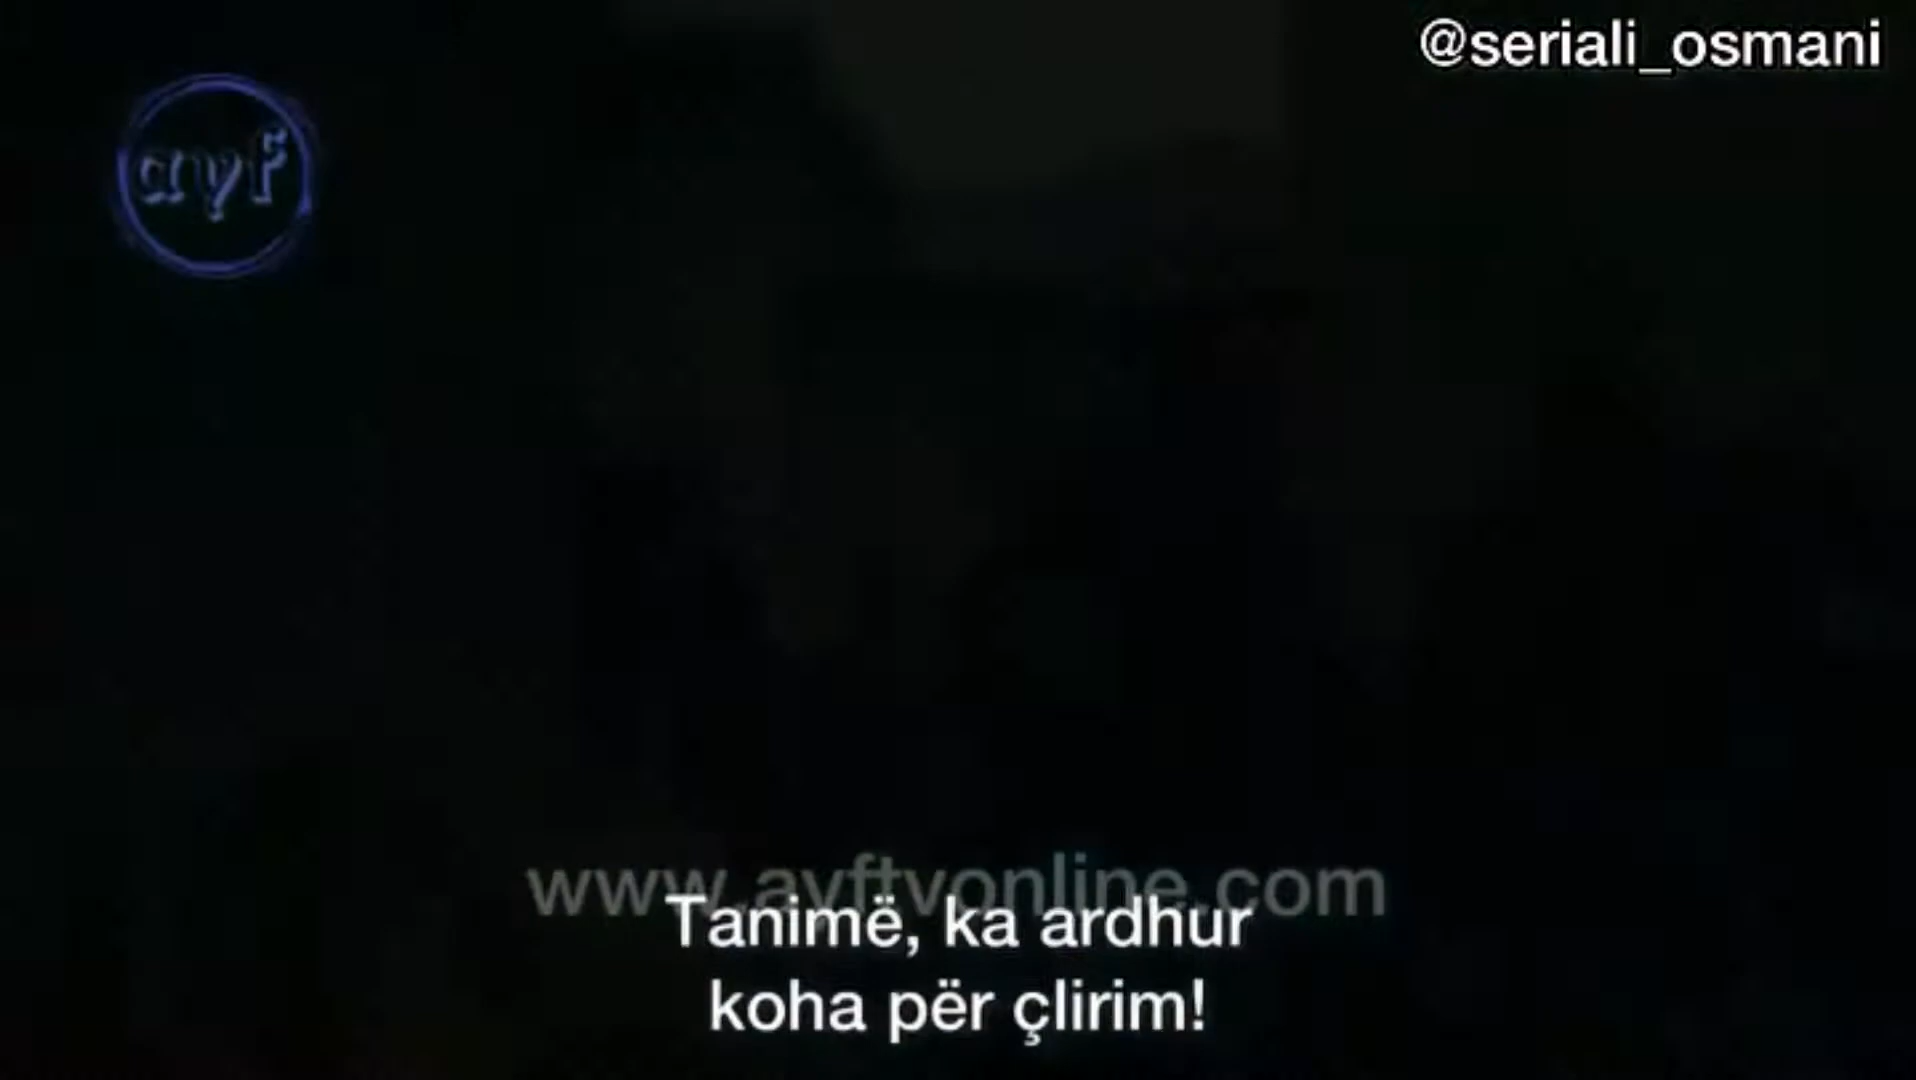 @seriali_osmani
ayf
www.ayftvonline.com
Tanimë, ka ardhur
koha për çlirim!